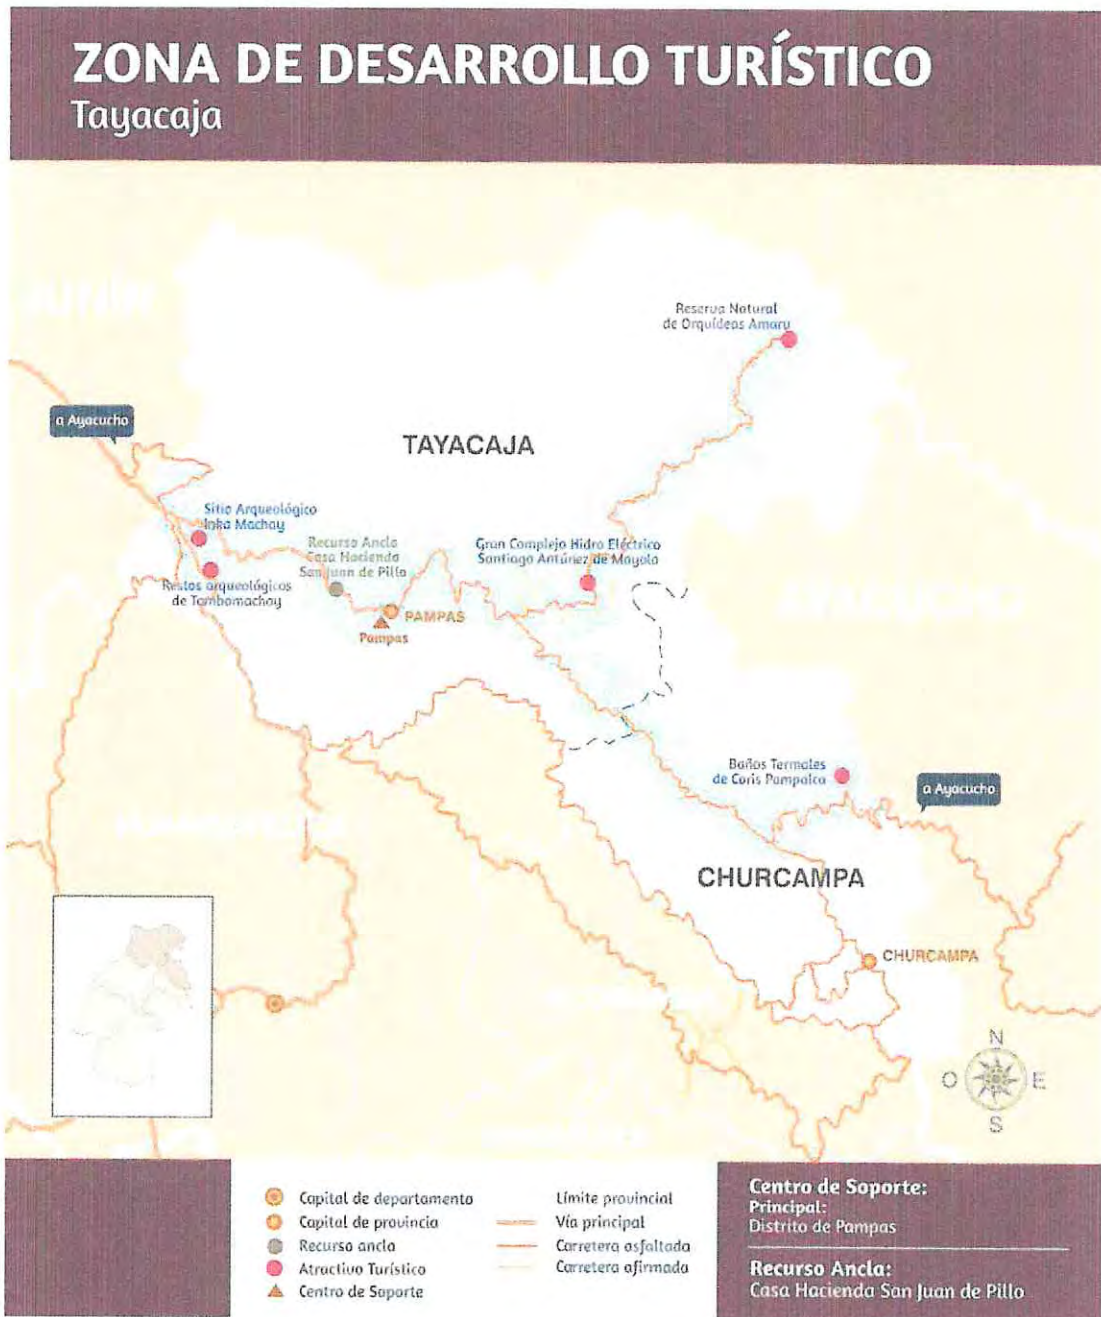 ZONA DE DESARROLLO TURÍSTICO
Tayacaja
JUNIN
Reserva Natural
de Orquídeas Amaru
a Ayacucho
TAYACAJA
Sitio Arqueológico
Inka Machay
Recurso Ancla
Casa Hacienda
San Juan de Pillo
Gran Complejo Hidro Eléctrico
Santiago Antúnez de Mayolo
Restos arqueológicos
de Tambomachay
AYACUCHO
PAMPAS
Pampas
Baños Termales
de Coris Pampalca
a Ayacucho
HUANCAVELICA
CHURCAMPA
CHURCAMPA
N
O
E
S
Capital de departamento
Capital de provincia
Recurso ancla
Atractivo Turístico
Centro de Soporte
Límite provincial
Vía principal
Carretera asfaltada
Carretera afirmada
Centro de Soporte:
Principal:
Distrito de Pampas
Recurso Ancla:
Casa Hacienda San Juan de Pillo